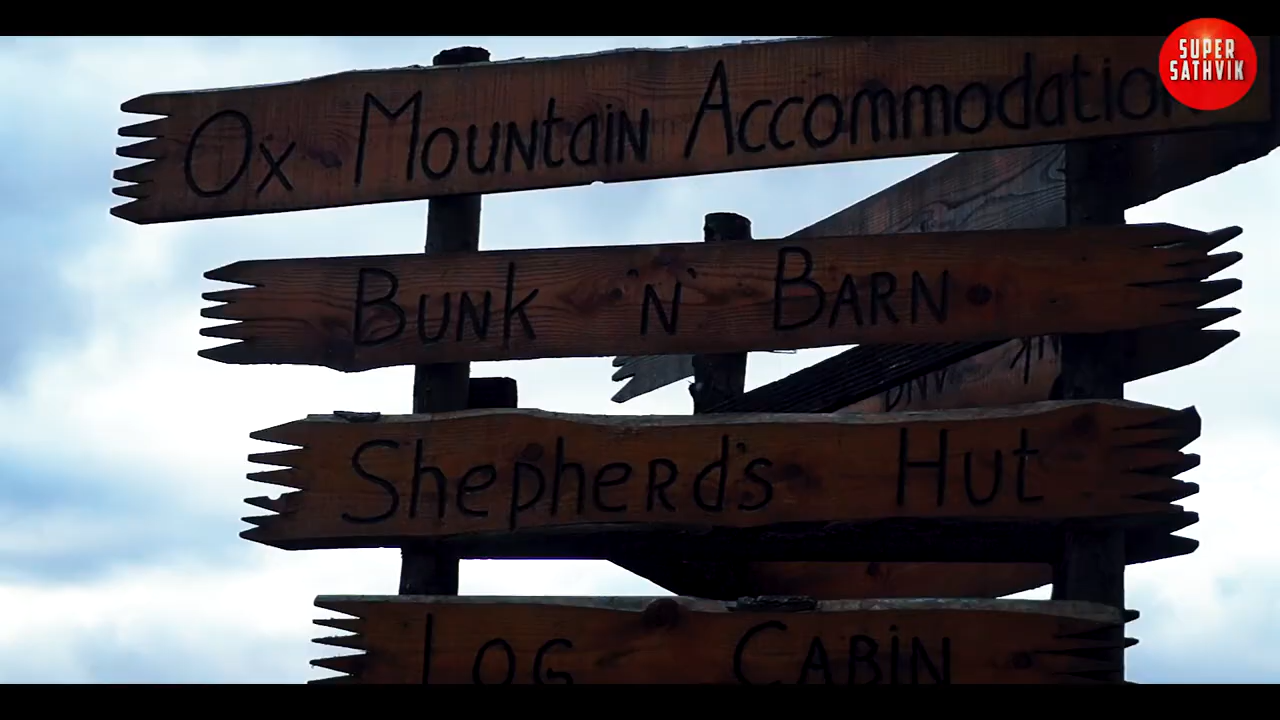 Ox Mountain Accommodation
Bunk 'N' Barn
Shepherd's Hut
Log Cabin
SUPER
SATHVIK